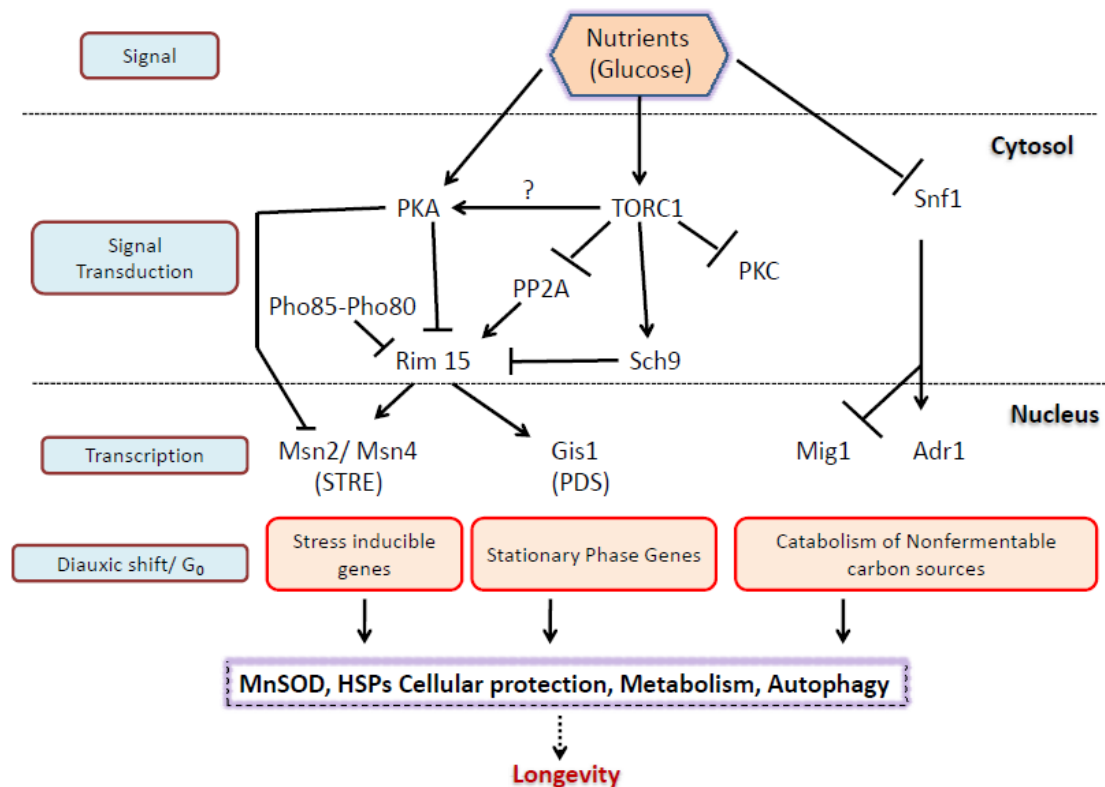 Nutrients
(Glucose)
Signal
Cytosol
Snf1
?
PKA
TORC1
Signal
Transduction
PKC
PP2A
Pho85-Pho80
Rim 15
Sch9
Nucleus
Transcription
Msn2/ Msn4
(STRE)
Gis1
(PDS)
Mig1
Adr1
Diauxic shift/ G₀
Stress inducible
genes
Stationary Phase Genes
Catabolism of Nonfermentable
carbon sources
MnSOD, HSPs Cellular protection, Metabolism, Autophagy
Longevity